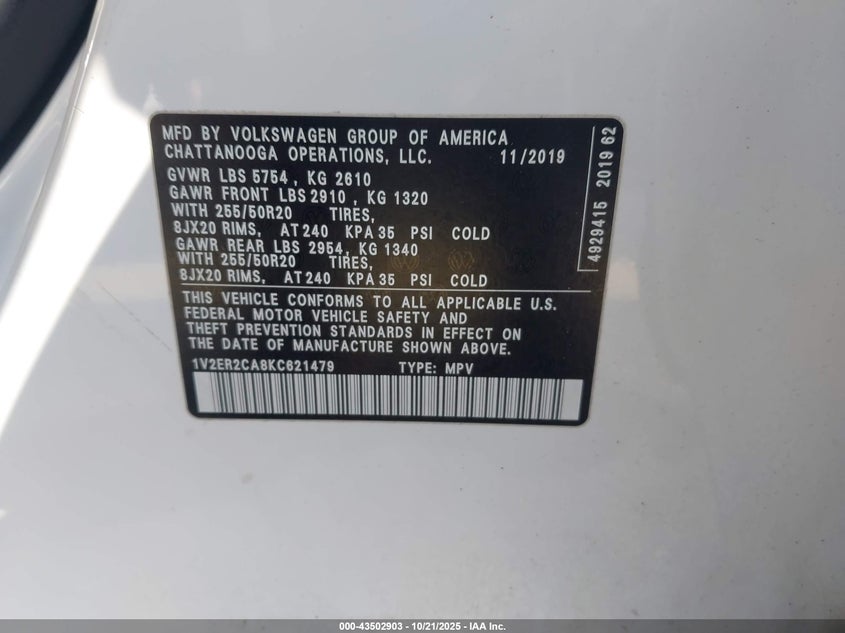 MFD BY VOLKSWAGEN GROUP OF AMERICA
CHATTANOOGA OPERATIONS, LLC. 11/2019
GVWR LBS 5754 , KG 2610
GAWR FRONT LBS 2910 , KG 1320
WITH 255/50R20 TIRES,
8JX20 RIMS, AT 240 KPA 35 PSI COLD
GAWR REAR LBS 2954, KG 1340
WITH 255/50R20 TIRES,
8JX20 RIMS, AT 240 KPA 35 PSI COLD
THIS VEHICLE CONFORMS TO ALL APPLICABLE U.S.
FEDERAL MOTOR VEHICLE SAFETY AND
THEFT PREVENTION STANDARDS IN EFFECT ON
THE DATE OF MANUFACTURE SHOWN ABOVE.
1V2ER2CA8KC621479 TYPE: MPV
4929415 2019 62
000-43502903 - 10/21/2025 - IAA Inc.